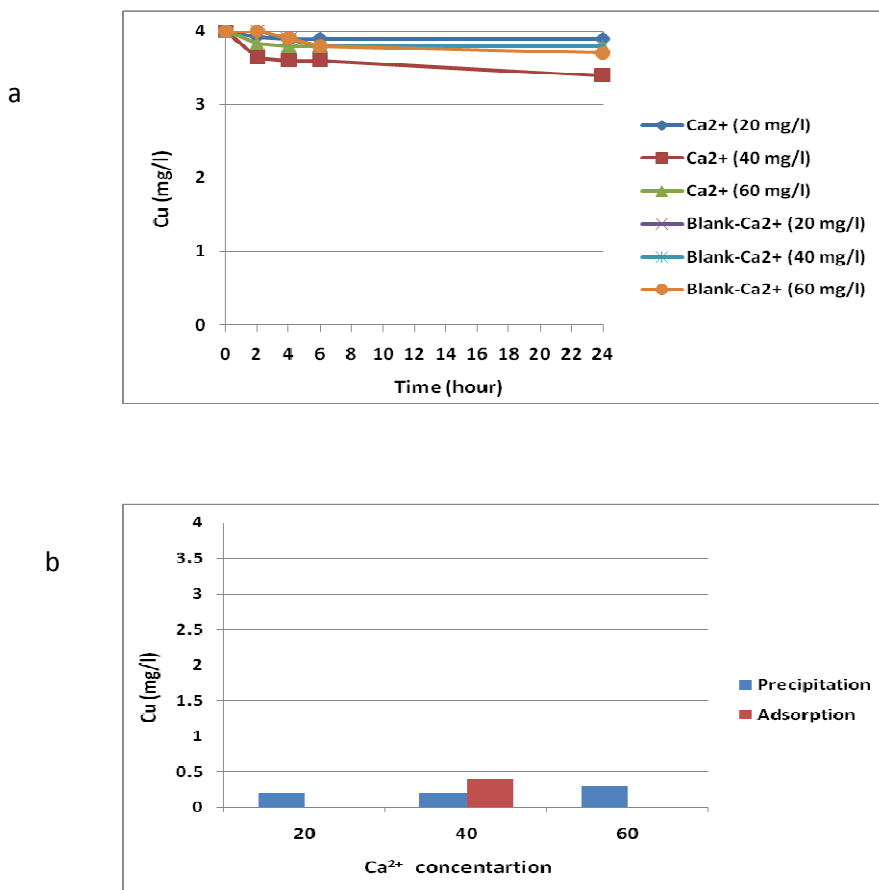 a
4
3
2
1
0
Cu (mg/l)
0 2 4 6 8 10 12 14 16 18 20 22 24
Time (hour)
Ca2+ (20 mg/l)
Ca2+ (40 mg/l)
Ca2+ (60 mg/l)
Blank-Ca2+ (20 mg/l)
Blank-Ca2+ (40 mg/l)
Blank-Ca2+ (60 mg/l)
b
4
3.5
3
2.5
2
1.5
1
0.5
0
Cu (mg/l)
20 40 60
Ca²⁺ concentartion
Precipitation
Adsorption